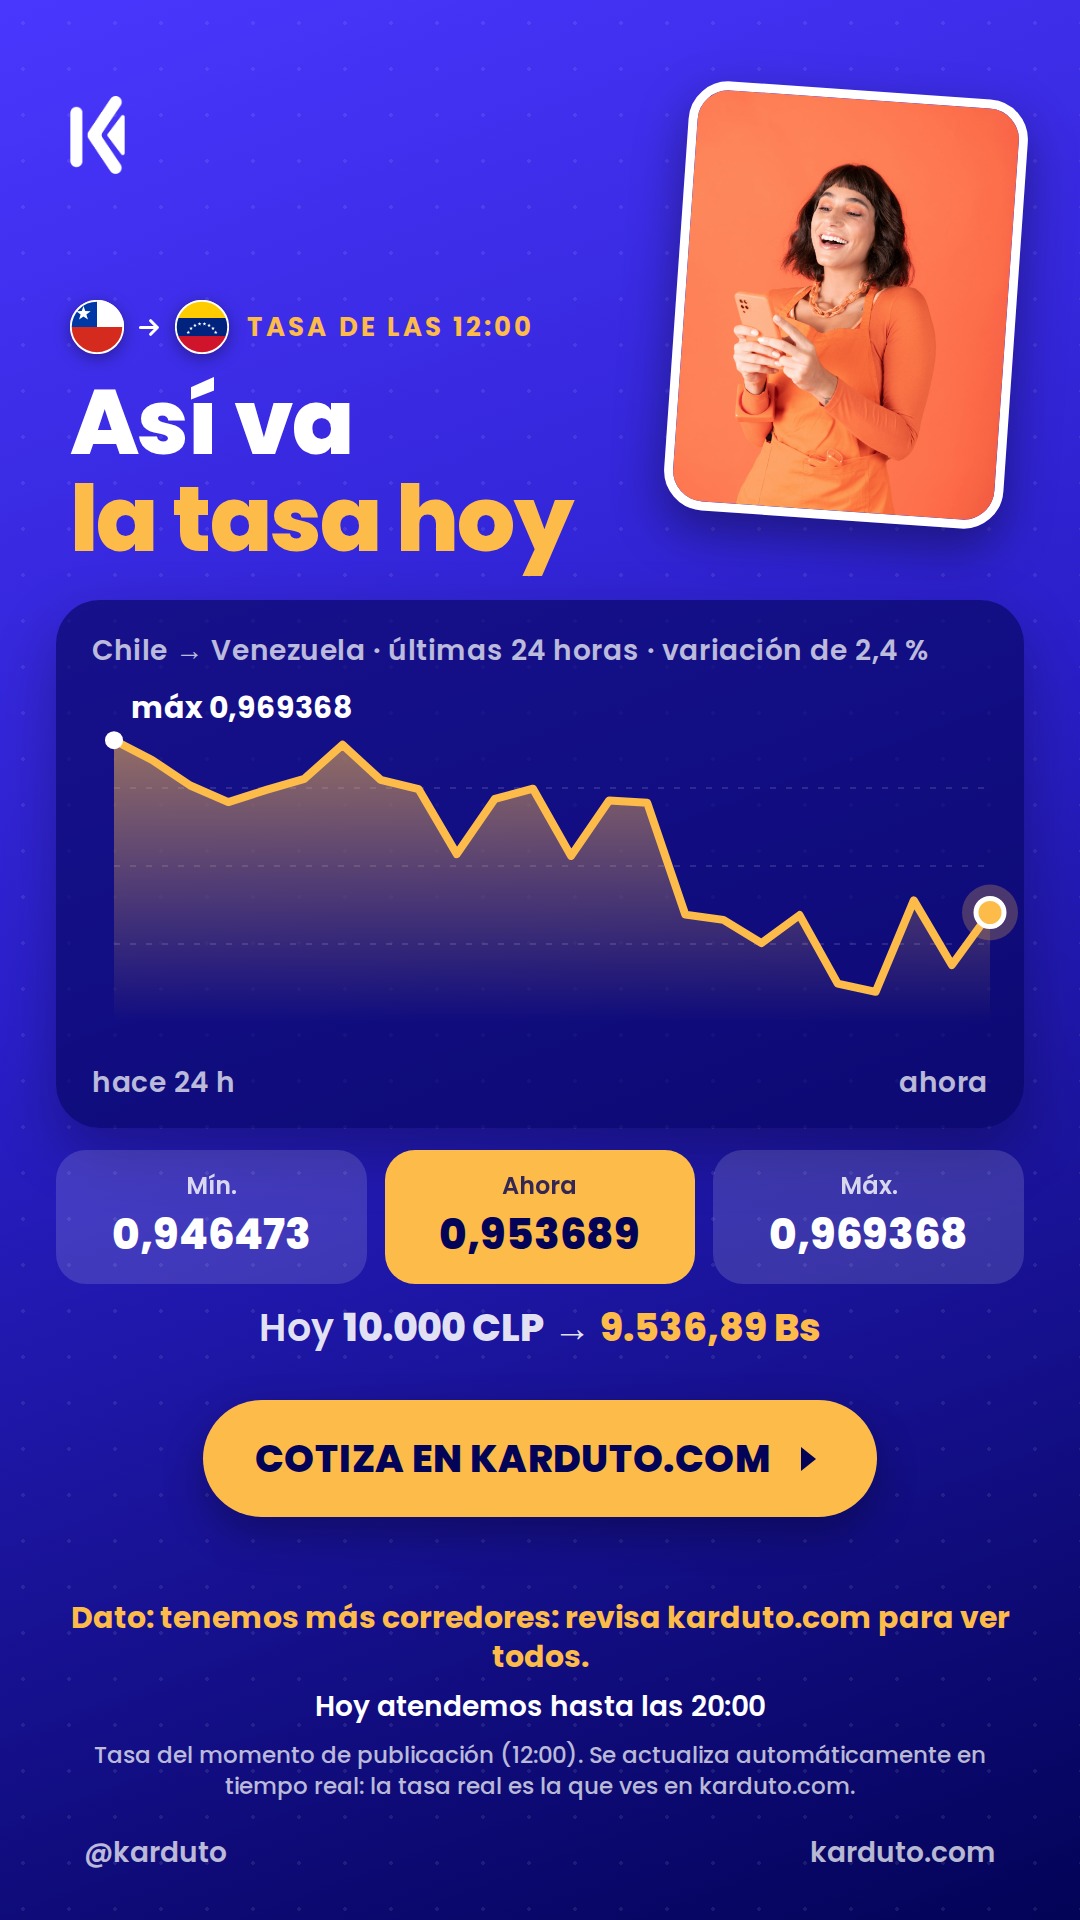 TASA DE LAS 12:00
Así va
la tasa hoy
Chile → Venezuela · últimas 24 horas · variación de 2,4 %
máx 0,969368
hace 24 h
ahora
Mín.
0,946473
Ahora
0,953689
Máx.
0,969368
Hoy 10.000 CLP → 9.536,89 Bs
COTIZA EN KARDUTO.COM
Dato: tenemos más corredores: revisa karduto.com para ver
todos.
Hoy atendemos hasta las 20:00
Tasa del momento de publicación (12:00). Se actualiza automáticamente en
tiempo real: la tasa real es la que ves en karduto.com.
@karduto
karduto.com